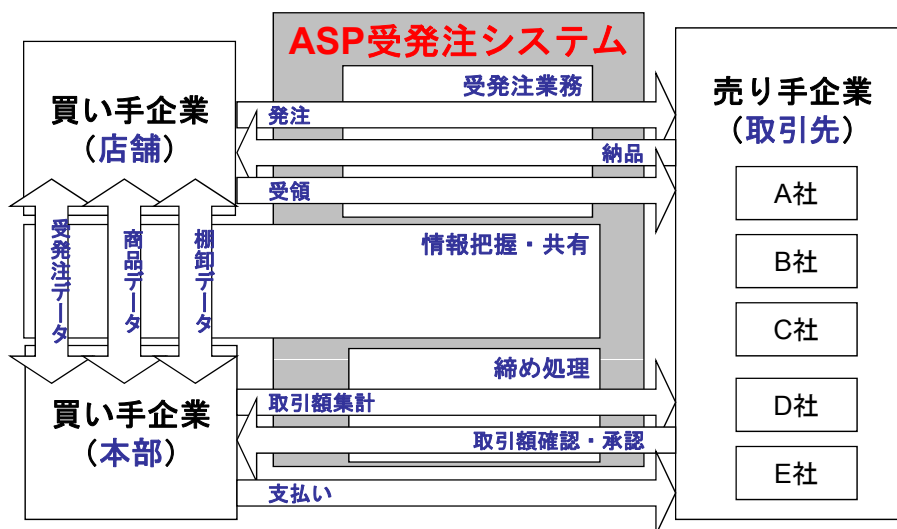 ASP受発注システム
買い手企業
（店舗）
受発注業務
発注
納品
受領
売り手企業
（取引先）
A社
B社
C社
D社
E社
受発注データ
商品データ
棚卸データ
情報把握・共有
買い手企業
（本部）
締め処理
取引額集計
取引額確認・承認
支払い